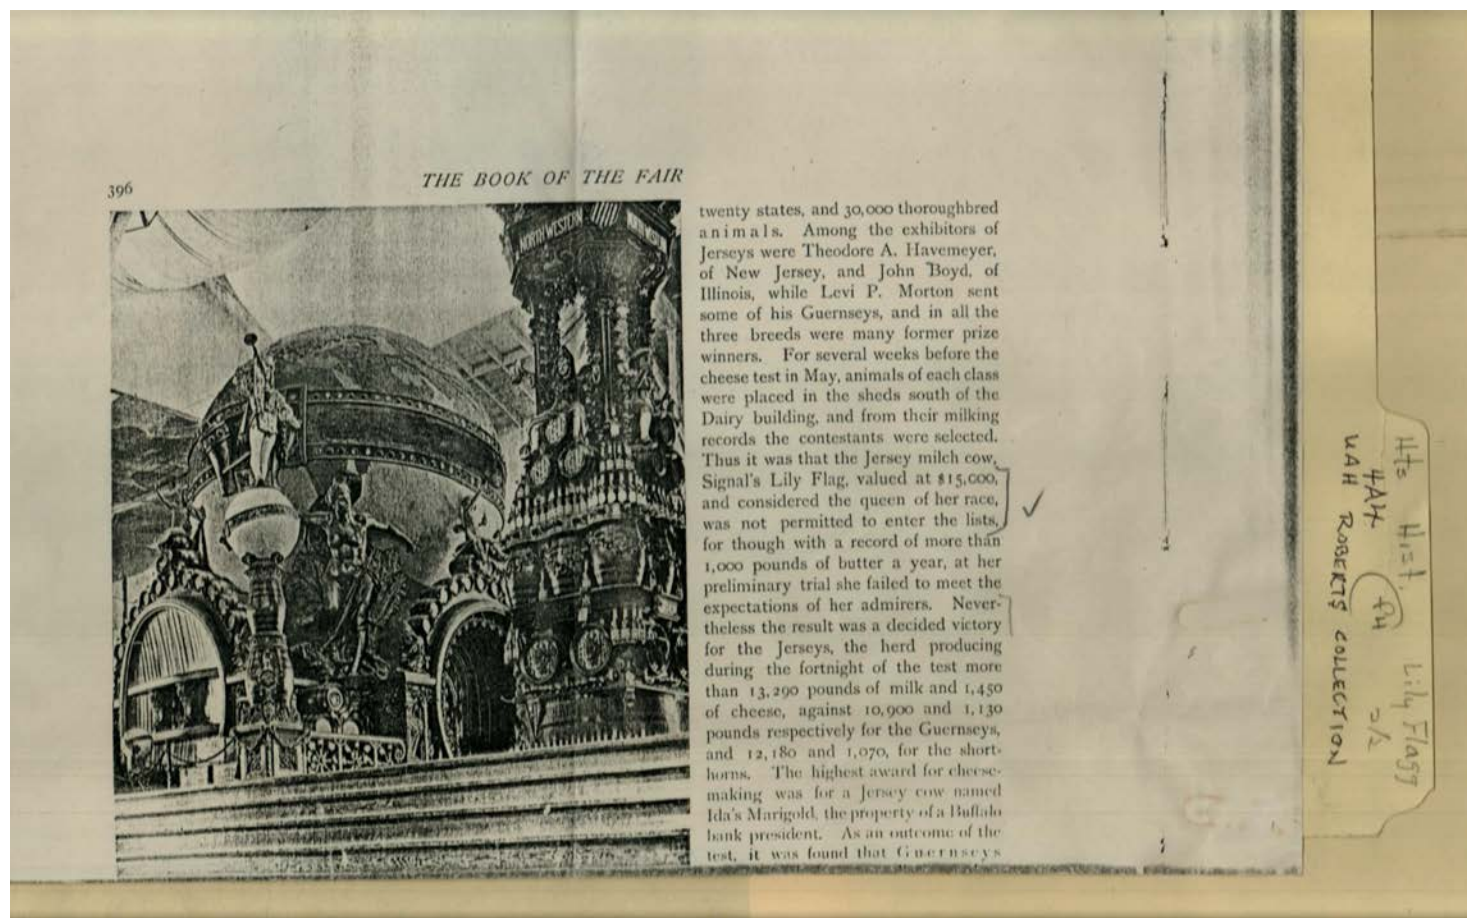 396
THE BOOK OF THE FAIR
NORTHWESTERN
twenty states, and 30,000 thoroughbred
animals. Among the exhibitors of
Jerseys were Theodore A. Havemeyer,
of New Jersey, and John Boyd, of
Illinois, while Levi P. Morton sent
some of his Guernseys, and in all the
three breeds were many former prize
winners. For several weeks before the
cheese test in May, animals of each class
were placed in the sheds south of the
Dairy building, and from their milking
records the contestants were selected.
Thus it was that the Jersey milch cow,
Signal's Lily Flag, valued at $15,000,
and considered the queen of her race,
was not permitted to enter the lists,
for though with a record of more than
1,000 pounds of butter a year, at her
preliminary trial she failed to meet the
expectations of her admirers. Never-
theless the result was a decided victory
for the Jerseys, the herd producing
during the fortnight of the test more
than 13,290 pounds of milk and 1,450
of cheese, against 10,900 and 1,130
pounds respectively for the Guernseys,
and 12,180 and 1,070, for the short-
horns. The highest award for cheese-
making was for a Jersey cow named
Ida's Marigold, the property of a Buffalo
bank president. As an outcome of the
test, it was found that Guernseys
Hts Hist. Lily Flagg
4AH PH 2/2
UAH ROBERTS COLLECTION